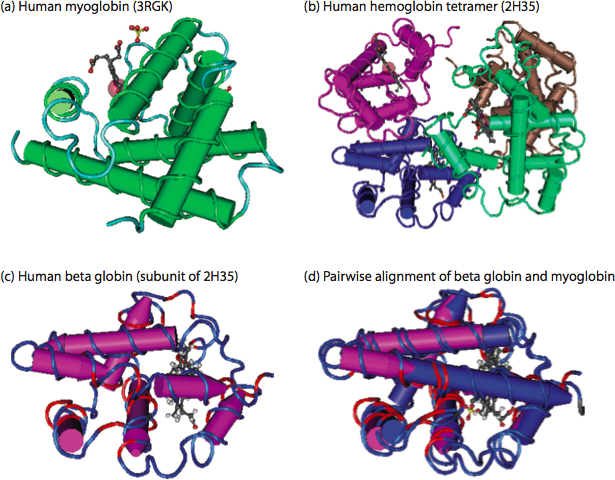 (a) Human myoglobin (3RGK)
(b) Human hemoglobin tetramer (2H35)
(c) Human beta globin (subunit of 2H35)
(d) Pairwise alignment of beta globin and myoglobin